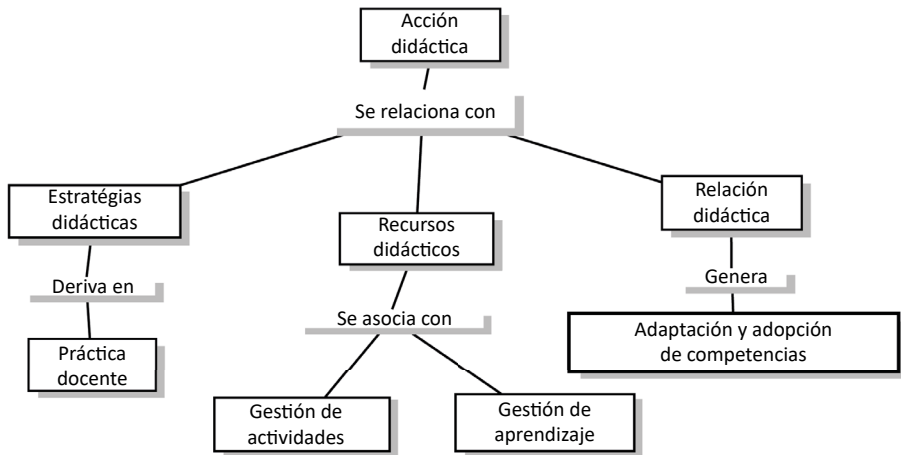 Acción
didáctica
Se relaciona con
Estratégias
didácticas
Recursos
didácticos
Relación
didáctica
Deriva en
Se asocia con
Genera
Práctica
docente
Gestión de
actividades
Gestión de
aprendizaje
Adaptación y adopción
de competencias